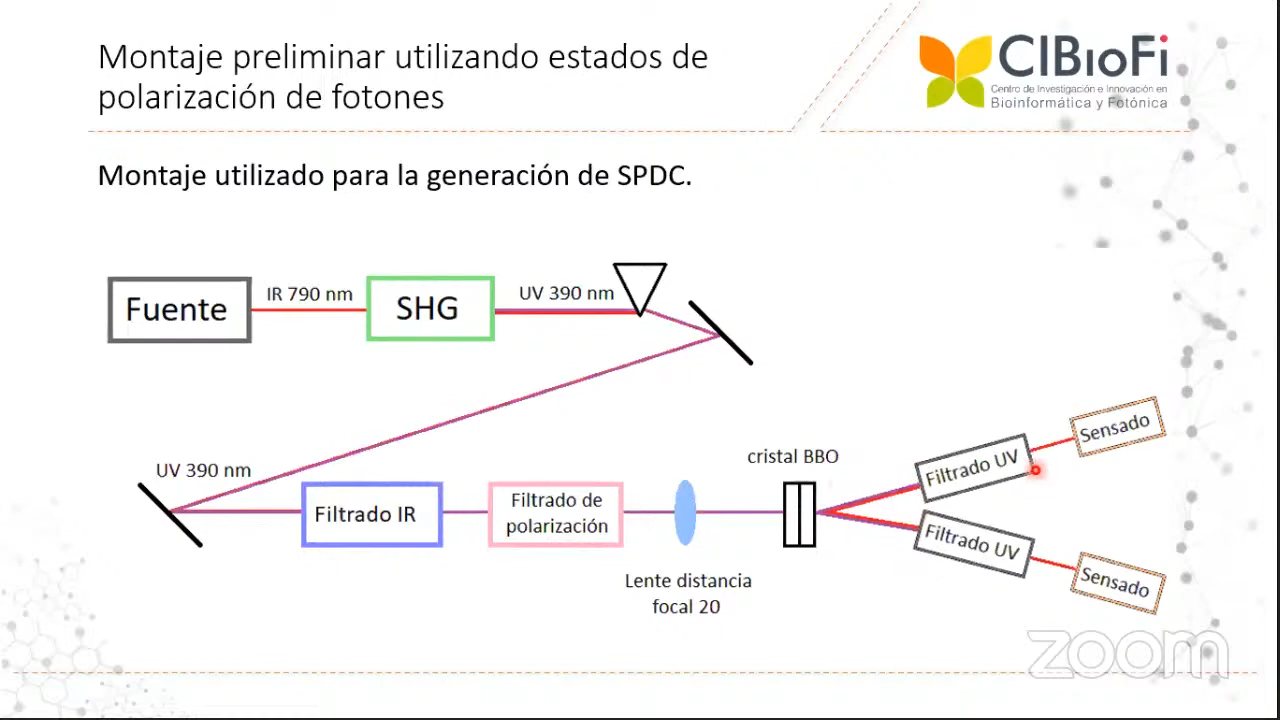 Montaje preliminar utilizando estados de
polarización de fotones
CIBioFi
Centro de Investigación e Innovación en
Bioinformática y Fotónica
Montaje utilizado para la generación de SPDC.
Fuente
IR 790 nm
SHG
UV 390 nm
UV 390 nm
Filtrado IR
Filtrado de
polarización
Lente distancia
focal 20
cristal BBO
Filtrado UV
Sensado
Filtrado UV
Sensado
zoom